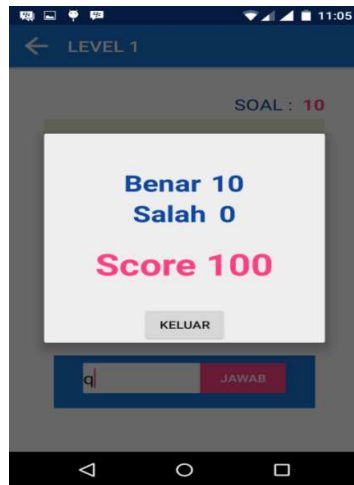 11:05
LEVEL 1
SOAL : 10
Benar 10
Salah 0
Score 100
KELUAR
q
JAWAB